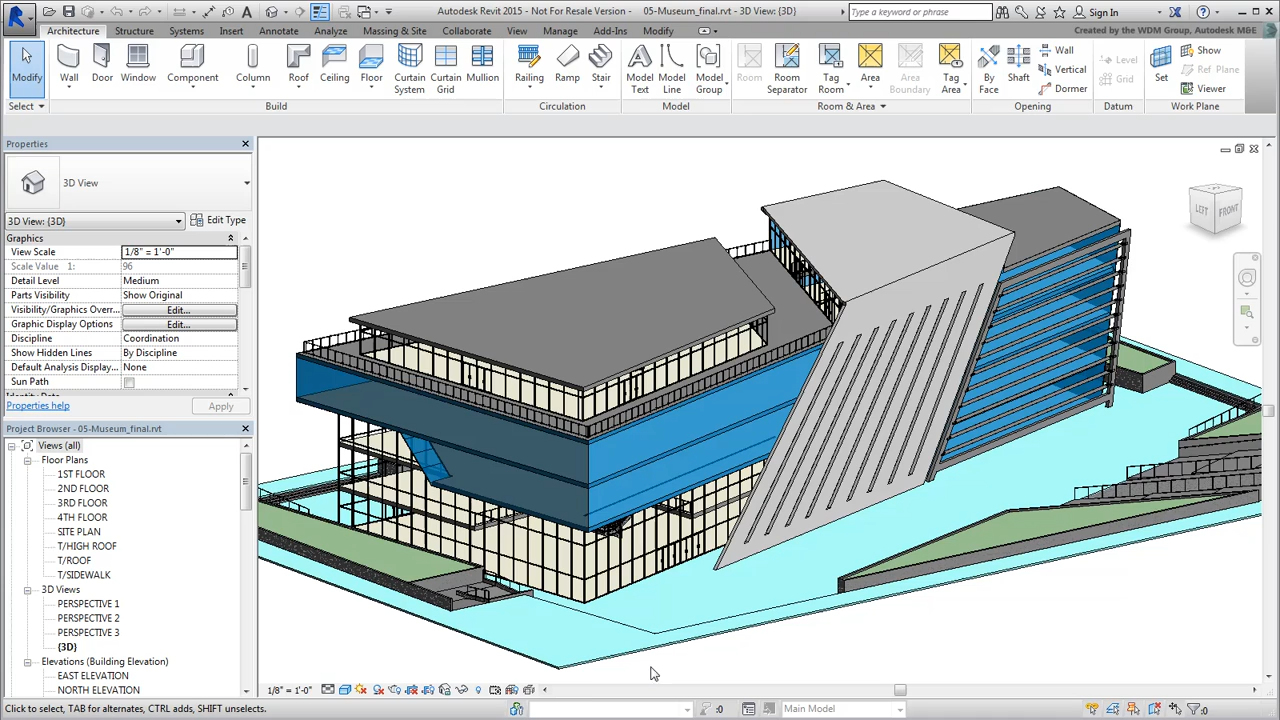 Autodesk Revit 2015 - Not For Resale Version - 05-Museum_final.rvt - 3D View: {3D}
Type a keyword or phrase
Sign In
Architecture Structure Systems Insert Annotate Analyze Massing & Site Collaborate View Manage Add-Ins Modify
Created by the WDM Group, Autodesk M&E
Modify
Wall
Door
Window
Component
Column
Roof
Ceiling
Floor
Curtain System
Curtain Grid
Mullion
Railing
Ramp
Stair
Model Text
Model Line
Model Group
Room
Room Separator
Tag Room
Area
Area Boundary
Tag Area
By Face
Shaft
Wall
Vertical
Dormer
Level
Grid
Set
Show
Ref Plane
Viewer
Select Build Circulation Model Room & Area Opening Datum Work Plane
Properties
3D View
3D View: {3D}
Edit Type
Graphics
View Scale 1/8" = 1'-0"
Scale Value 1: 96
Detail Level Medium
Parts Visibility Show Original
Visibility/Graphics Overr... Edit...
Graphic Display Options Edit...
Discipline Coordination
Show Hidden Lines By Discipline
Default Analysis Display... None
Sun Path
Properties help
Apply
Project Browser - 05-Museum_final.rvt
Views (all)
Floor Plans
1ST FLOOR
2ND FLOOR
3RD FLOOR
4TH FLOOR
SITE PLAN
T/HIGH ROOF
T/ROOF
T/SIDEWALK
3D Views
PERSPECTIVE 1
PERSPECTIVE 2
PERSPECTIVE 3
{3D}
Elevations (Building Elevation)
EAST ELEVATION
NORTH ELEVATION
LEFT
FRONT
1/8" = 1'-0"
Click to select, TAB for alternates, CTRL adds, SHIFT unselects.
:0
Main Model
:0